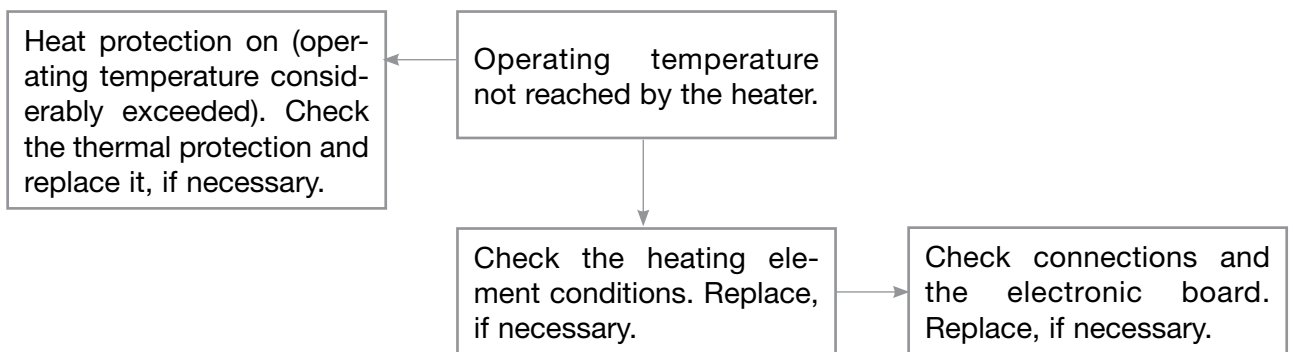 Heat protection on (oper-
ating temperature consid-
erably exceeded). Check
the thermal protection and
replace it, if necessary.
Operating temperature
not reached by the heater.
Check the heating ele-
ment conditions. Replace,
if necessary.
Check connections and
the electronic board.
Replace, if necessary.